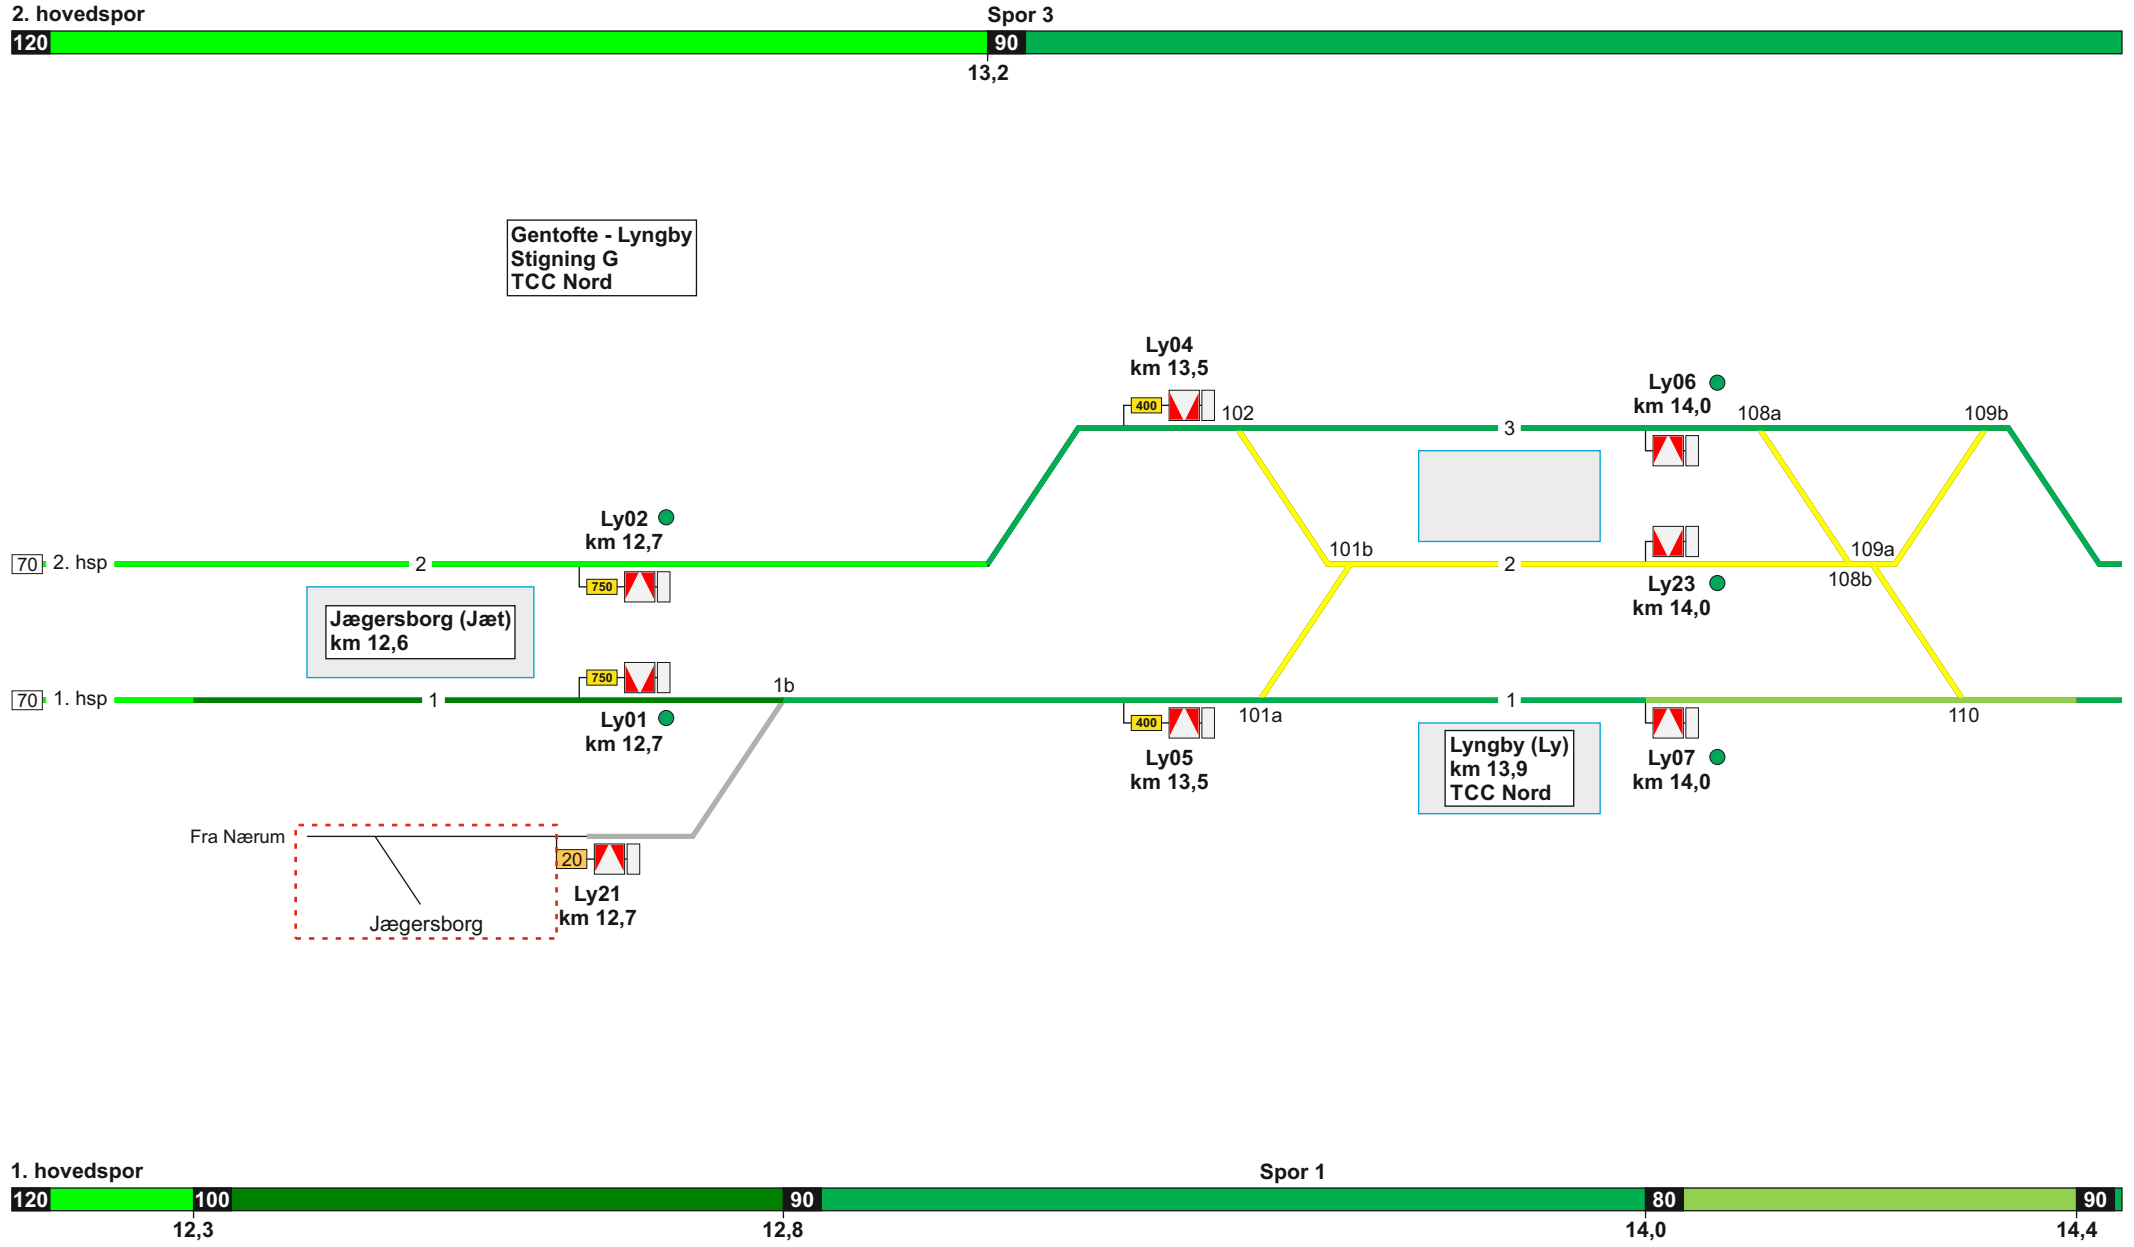 2. hovedspor
Spor 3
120
90
13,2
Gentofte - Lyngby
Stigning G
TCC Nord
Ly04
km 13,5
400
102
3
Ly06
km 14,0
108a
109b
Ly02
km 12,7
70 2. hsp
2
750
101b
2
109a
108b
Ly23
km 14,0
Jægersborg (Jæt)
km 12,6
70 1. hsp
1
750
1b
Ly01
km 12,7
400
101a
Ly05
km 13,5
1
110
Lyngby (Ly)
km 13,9
TCC Nord
Ly07
km 14,0
Fra Nærum
20
Ly21
km 12,7
Jægersborg
1. hovedspor
Spor 1
120
100
90
80
90
12,3
12,8
14,0
14,4